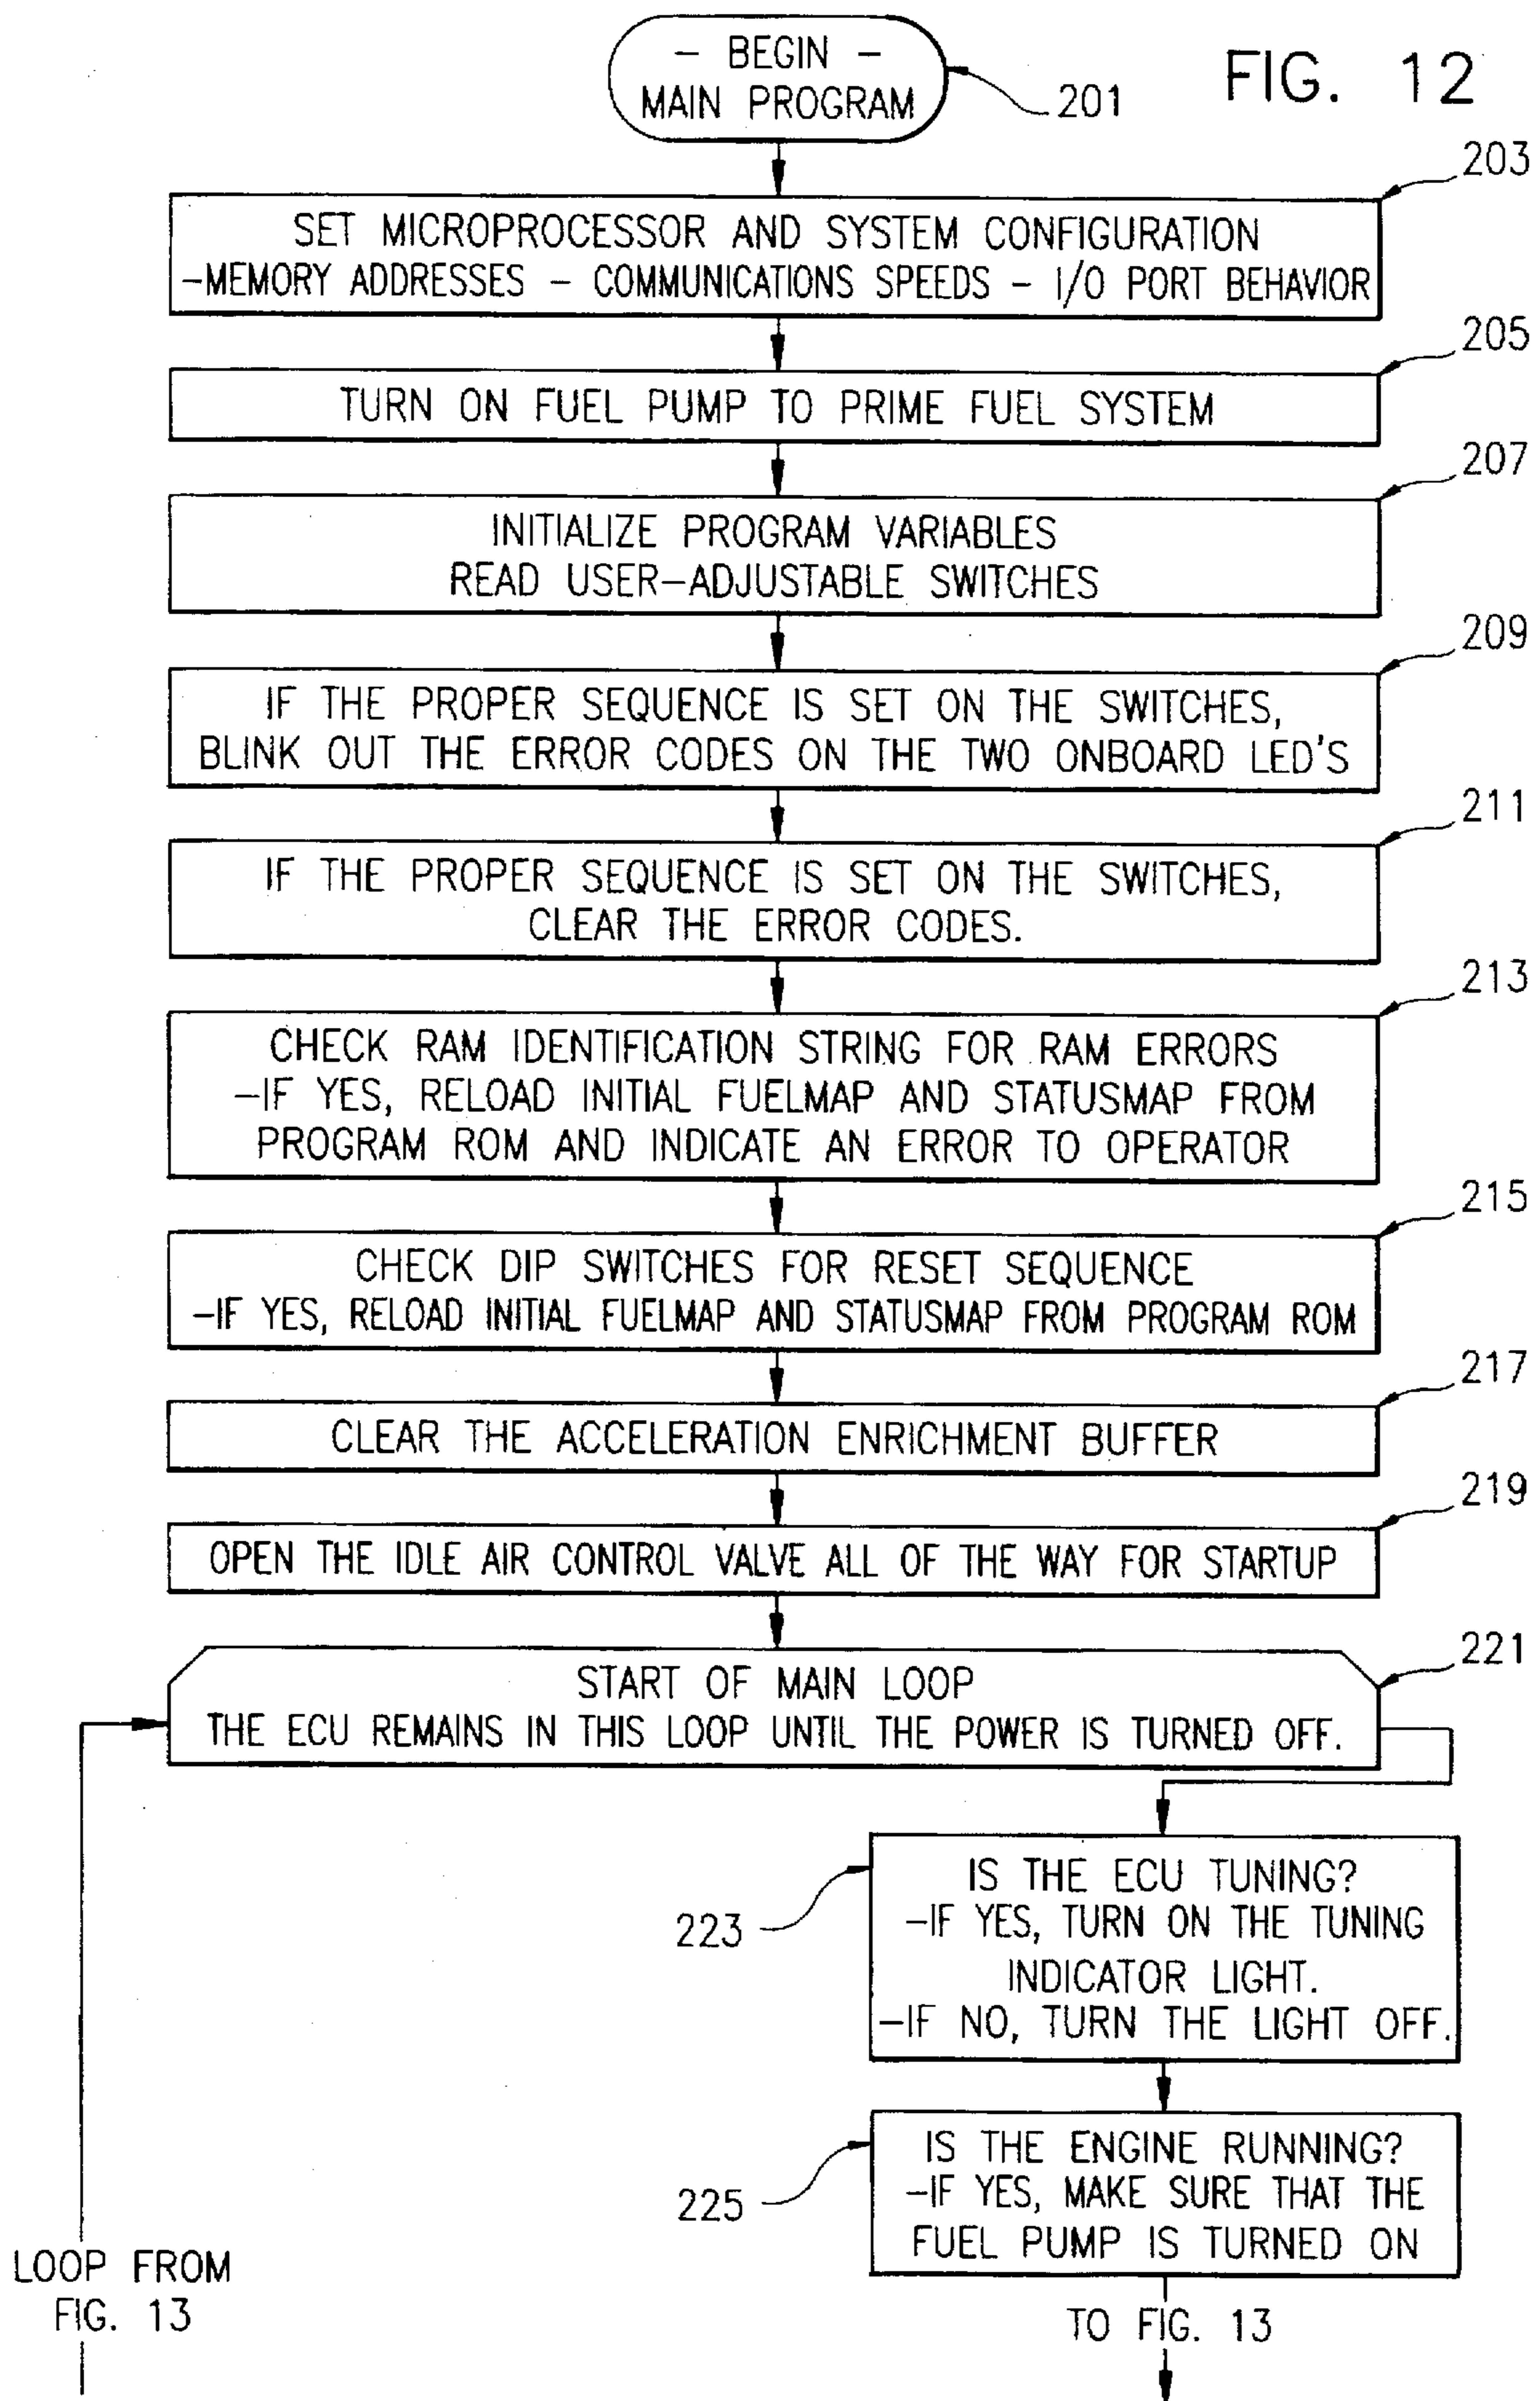 - BEGIN -
MAIN PROGRAM
201
FIG. 12
203
SET MICROPROCESSOR AND SYSTEM CONFIGURATION
-MEMORY ADDRESSES - COMMUNICATIONS SPEEDS - I/O PORT BEHAVIOR
205
TURN ON FUEL PUMP TO PRIME FUEL SYSTEM
207
INITIALIZE PROGRAM VARIABLES
READ USER-ADJUSTABLE SWITCHES
209
IF THE PROPER SEQUENCE IS SET ON THE SWITCHES,
BLINK OUT THE ERROR CODES ON THE TWO ONBOARD LED'S
211
IF THE PROPER SEQUENCE IS SET ON THE SWITCHES,
CLEAR THE ERROR CODES.
213
CHECK RAM IDENTIFICATION STRING FOR RAM ERRORS
-IF YES, RELOAD INITIAL FUELMAP AND STATUSMAP FROM
PROGRAM ROM AND INDICATE AN ERROR TO OPERATOR
215
CHECK DIP SWITCHES FOR RESET SEQUENCE
-IF YES, RELOAD INITIAL FUELMAP AND STATUSMAP FROM PROGRAM ROM
217
CLEAR THE ACCELERATION ENRICHMENT BUFFER
219
OPEN THE IDLE AIR CONTROL VALVE ALL OF THE WAY FOR STARTUP
221
START OF MAIN LOOP
THE ECU REMAINS IN THIS LOOP UNTIL THE POWER IS TURNED OFF.
223
IS THE ECU TUNING?
-IF YES, TURN ON THE TUNING
INDICATOR LIGHT.
-IF NO, TURN THE LIGHT OFF.
225
IS THE ENGINE RUNNING?
-IF YES, MAKE SURE THAT THE
FUEL PUMP IS TURNED ON
LOOP FROM
FIG. 13
TO FIG. 13